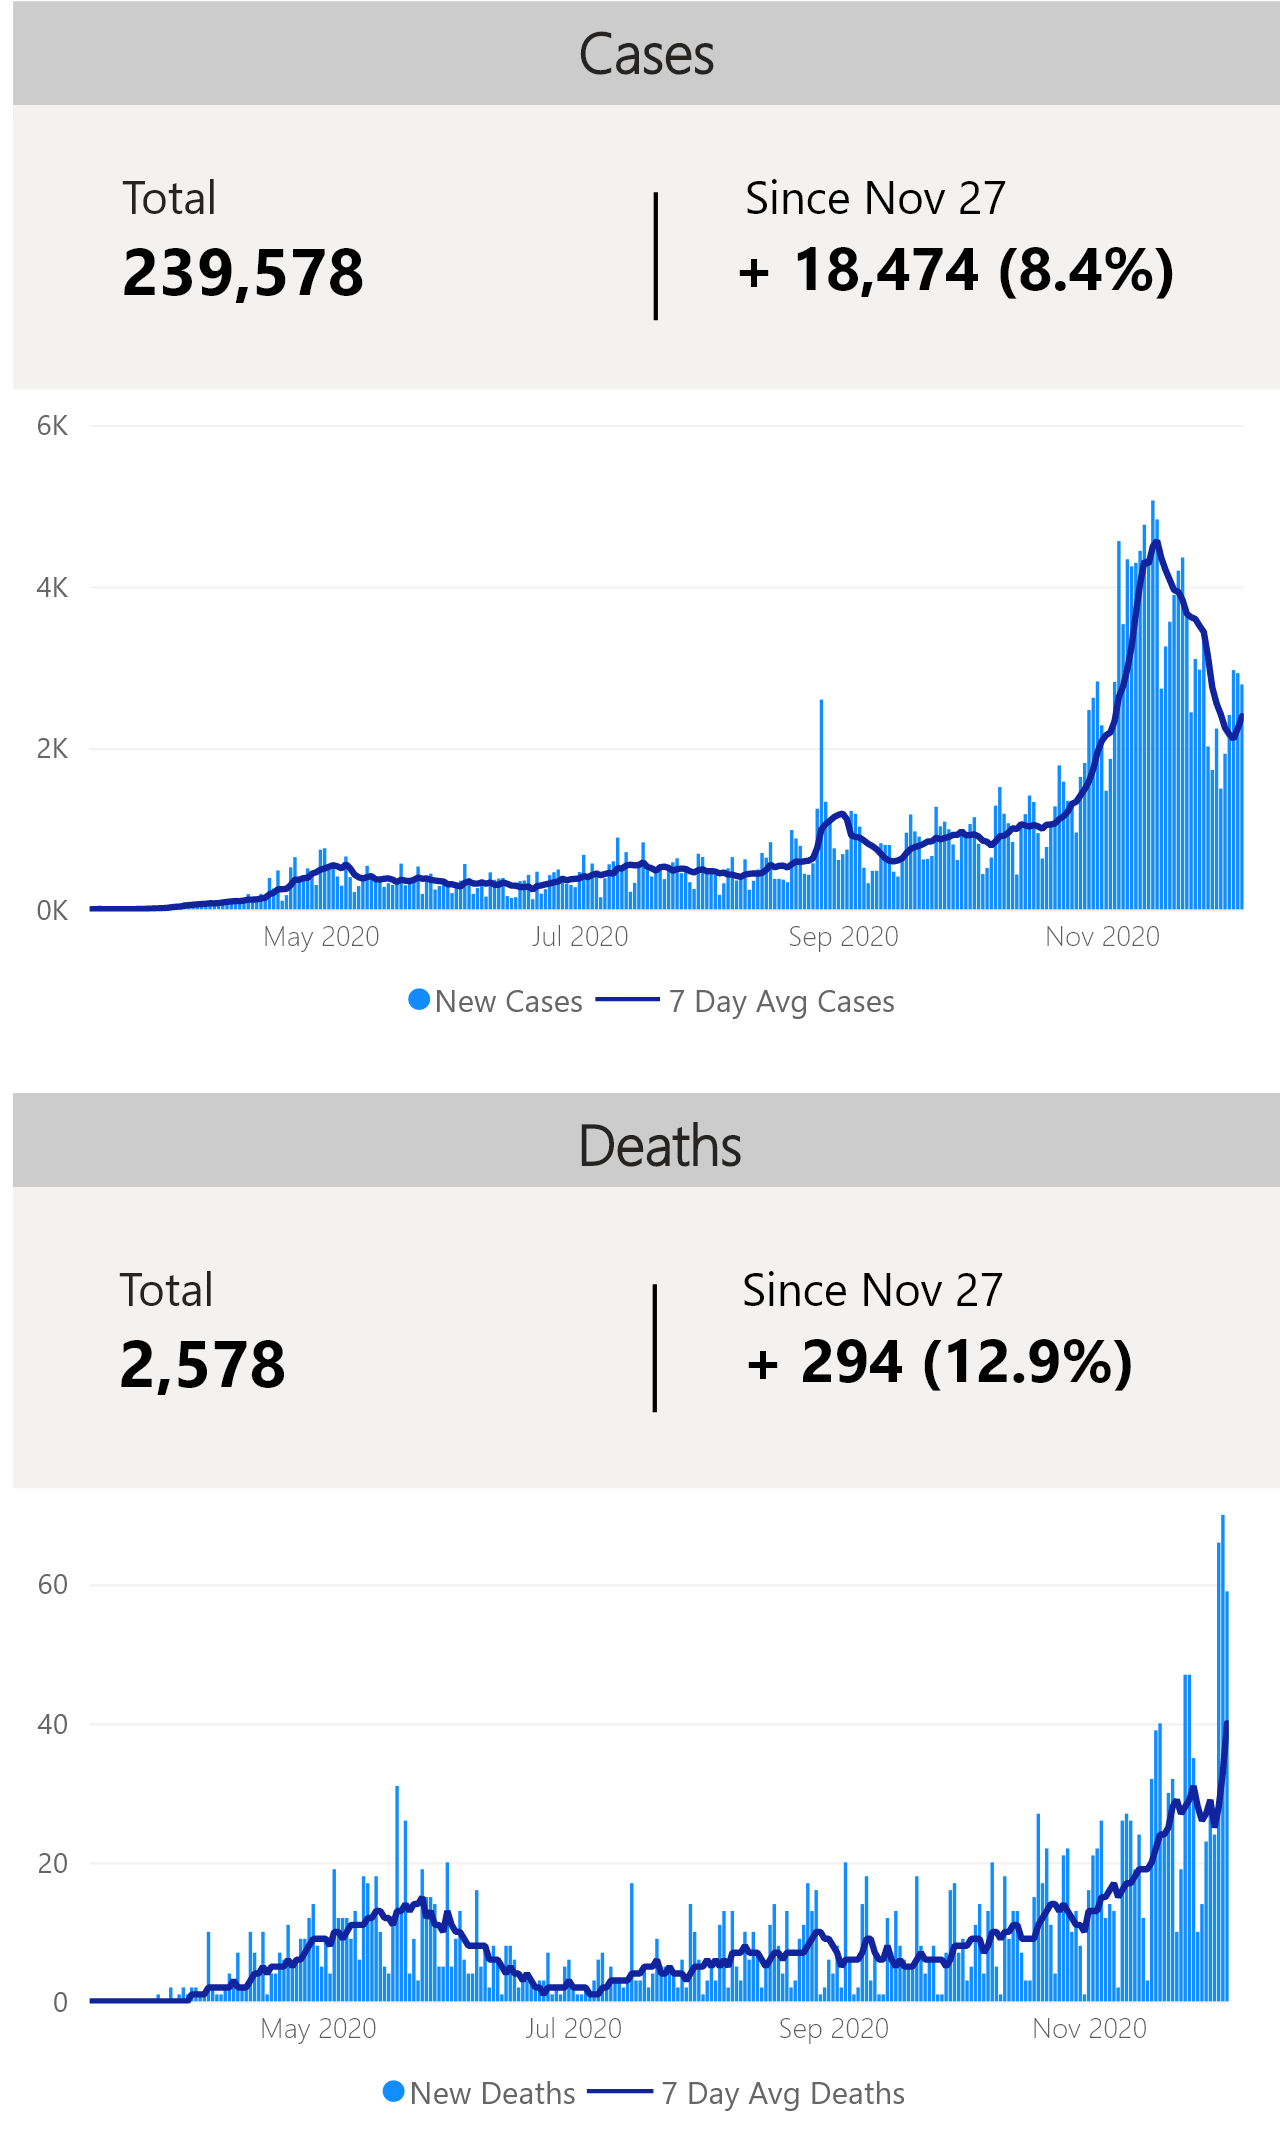 Cases
Total
Since Nov 27
239,578
+ 18,474 (8.4%)
6K
4K
2K
0K
May 2020
Jul 2020
Sep 2020
Nov 2020
New Cases
7 Day Avg Cases
Deaths
Total
Since Nov 27
2,578
+ 294 (12.9%)
60
40
20
0
May 2020
Jul 2020
Sep 2020
Nov 2020
New Deaths
7 Day Avg Deaths